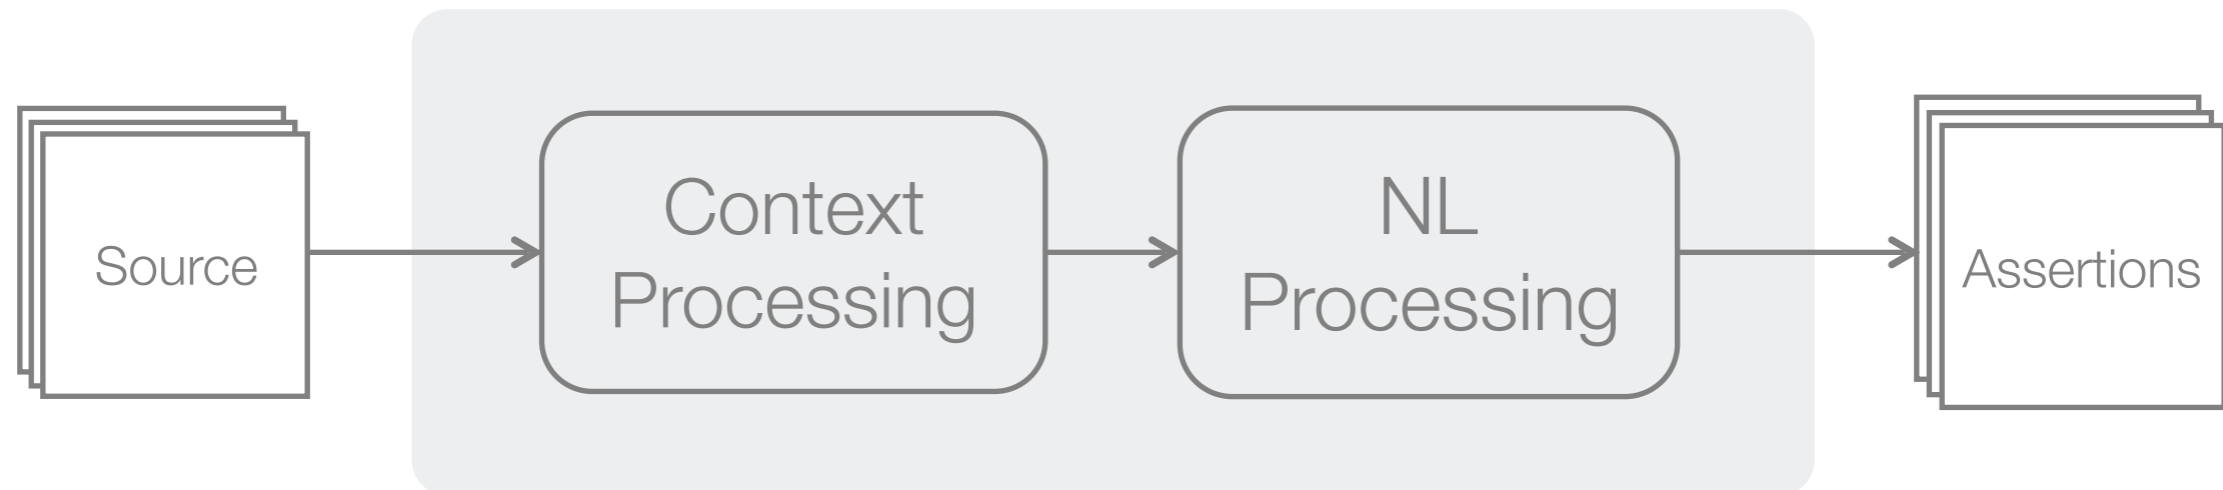 Source
Context
Processing
NL
Processing
Assertions